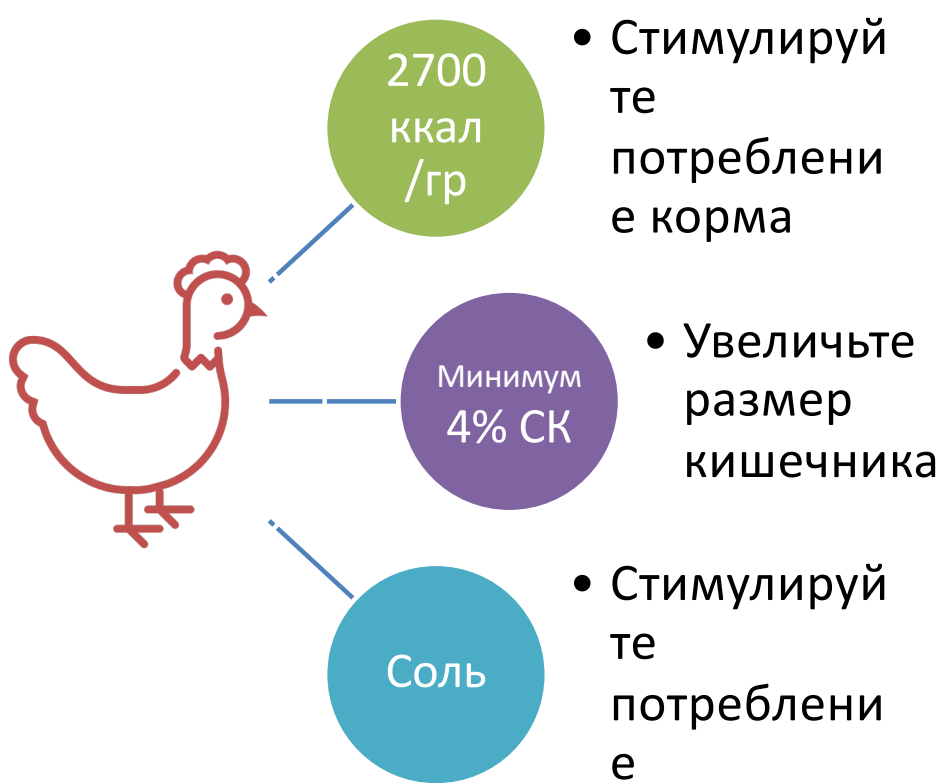 2700
ккал
/гр
• Стимулируй
те
потреблени
е корма
Минимум
4% СК
• Увеличьте
размер
кишечника
Соль
• Стимулируй
те
потреблени
е